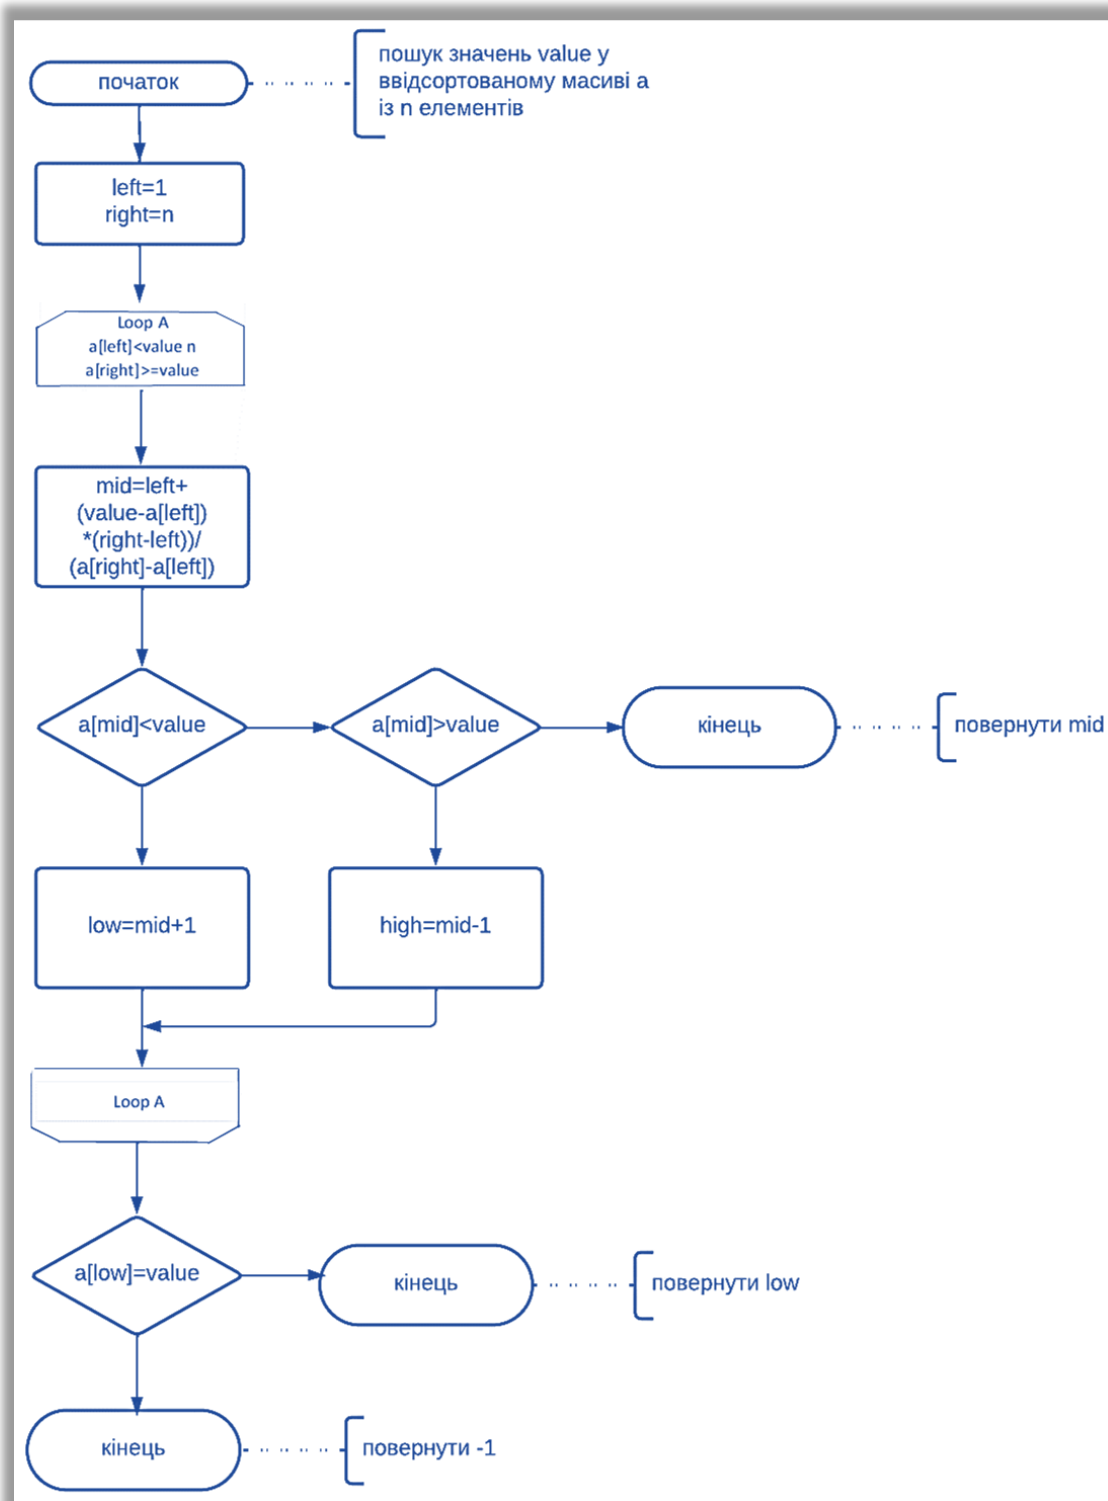 початок
пошук значень value у
ввідсортованому масиві a
із n елементів
left=1
right=n
Loop A
a[left]<value n
a[right]>=value
mid=left+
(value-a[left])
*(right-left))/
(a[right]-a[left])
a[mid]<value
a[mid]>value
кінець
повернути mid
low=mid+1
high=mid-1
Loop A
a[low]=value
кінець
повернути low
кінець
повернути -1